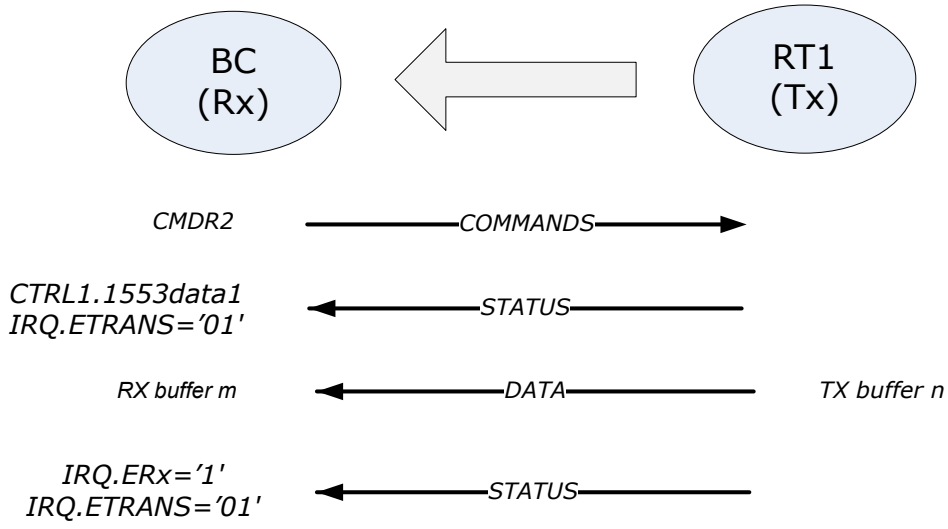 BC
(Rx)
RT1
(Tx)
CMDR2
COMMANDS
CTRL1.1553data1
IRQ.ETRANS=’01'
STATUS
RX buffer m
DATA
TX buffer n
IRQ.ERx=’1'
IRQ.ETRANS=’01'
STATUS